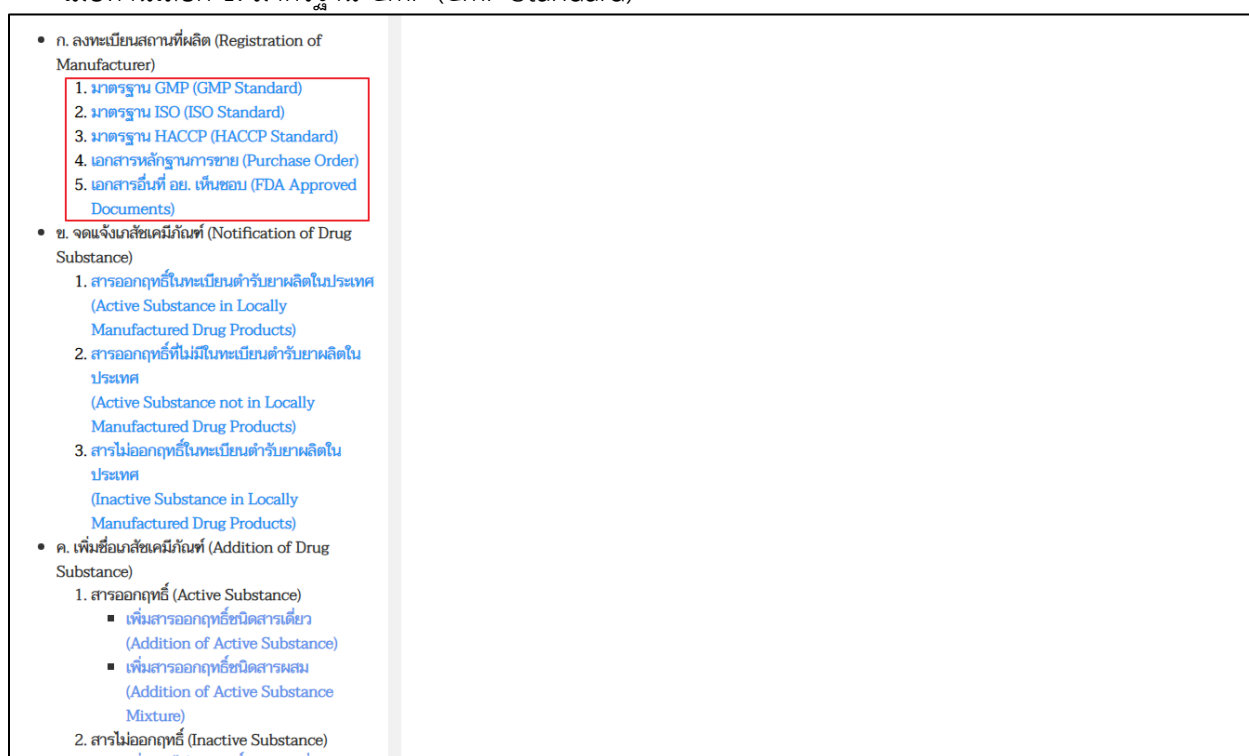 มาตรฐาน GMP (GMP Standard)
ก. ลงทะเบียนสถานที่ผลิต (Registration of
Manufacturer)
1. มาตรฐาน GMP (GMP Standard)
2. มาตรฐาน ISO (ISO Standard)
3. มาตรฐาน HACCP (HACCP Standard)
4. เอกสารหลักฐานการขาย (Purchase Order)
5. เอกสารอื่นที่ อย. เห็นชอบ (FDA Approved
Documents)
ข. จดแจ้งเภสัชเคมีภัณฑ์ (Notification of Drug
Substance)
1. สารออกฤทธิ์ในทะเบียนตำรับยาผลิตในประเทศ
(Active Substance in Locally
Manufactured Drug Products)
2. สารออกฤทธิ์ที่ไม่มีในทะเบียนตำรับยาผลิตใน
ประเทศ
(Active Substance not in Locally
Manufactured Drug Products)
3. สารไม่ออกฤทธิ์ในทะเบียนตำรับยาผลิตใน
ประเทศ
(Inactive Substance in Locally
Manufactured Drug Products)
ค. เพิ่มชื่อเภสัชเคมีภัณฑ์ (Addition of Drug
Substance)
1. สารออกฤทธิ์ (Active Substance)
เพิ่มสารออกฤทธิ์ชนิดสารเดี่ยว
(Addition of Active Substance)
เพิ่มสารออกฤทธิ์ชนิดสารผสม
(Addition of Active Substance
Mixture)
2. สารไม่ออกฤทธิ์ (Inactive Substance)